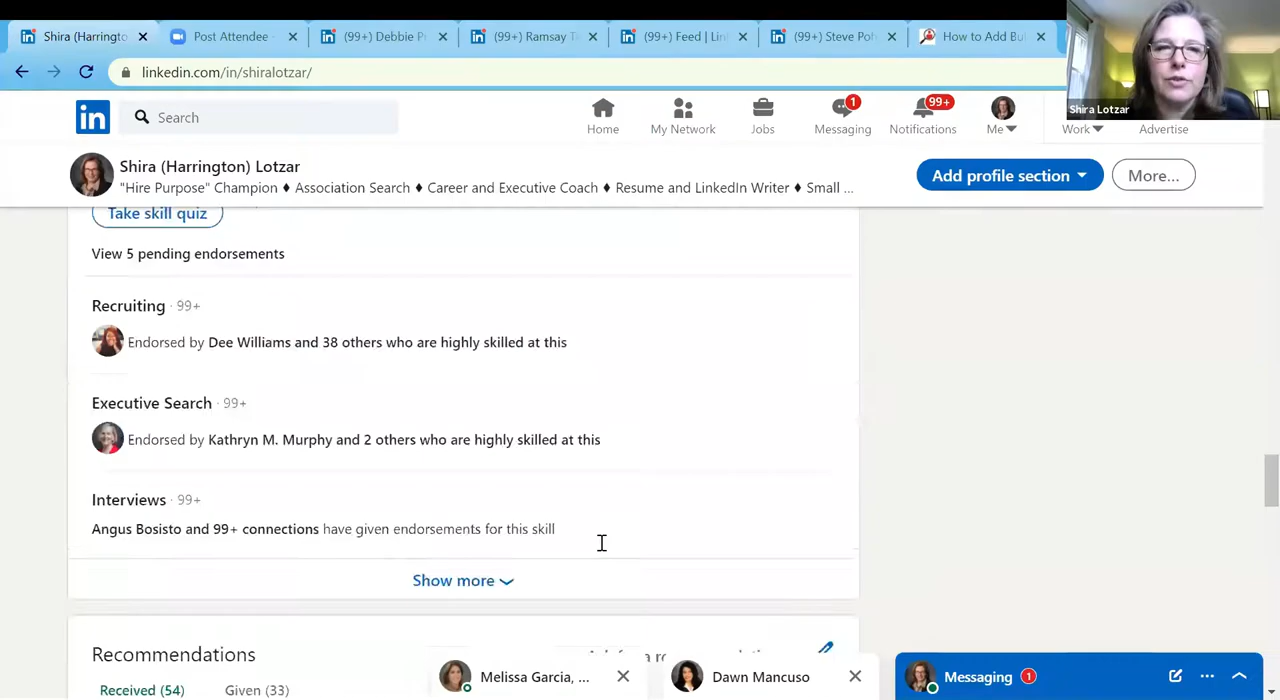 Shira (Harringto
Post Attendee -
(99+) Debbie P
(99+) Ramsay T
(99+) Feed | Lin
(99+) Steve Pot
How to Add Bul
linkedin.com/in/shiralotzar/
Shira Lotzar
in
Search
1
99+
Home
My Network
Jobs
Messaging
Notifications
Me
Work
Advertise
Shira (Harrington) Lotzar
"Hire Purpose" Champion ♦ Association Search ♦ Career and Executive Coach ♦ Resume and LinkedIn Writer ♦ Small ...
Add profile section
More...
Take skill quiz
View 5 pending endorsements
Recruiting · 99+
Endorsed by Dee Williams and 38 others who are highly skilled at this
Executive Search · 99+
Endorsed by Kathryn M. Murphy and 2 others who are highly skilled at this
Interviews · 99+
Angus Bosisto and 99+ connections have given endorsements for this skill
Show more
Recommendations
Received (54)
Given (33)
Melissa Garcia, ...
Dawn Mancuso
Messaging 1